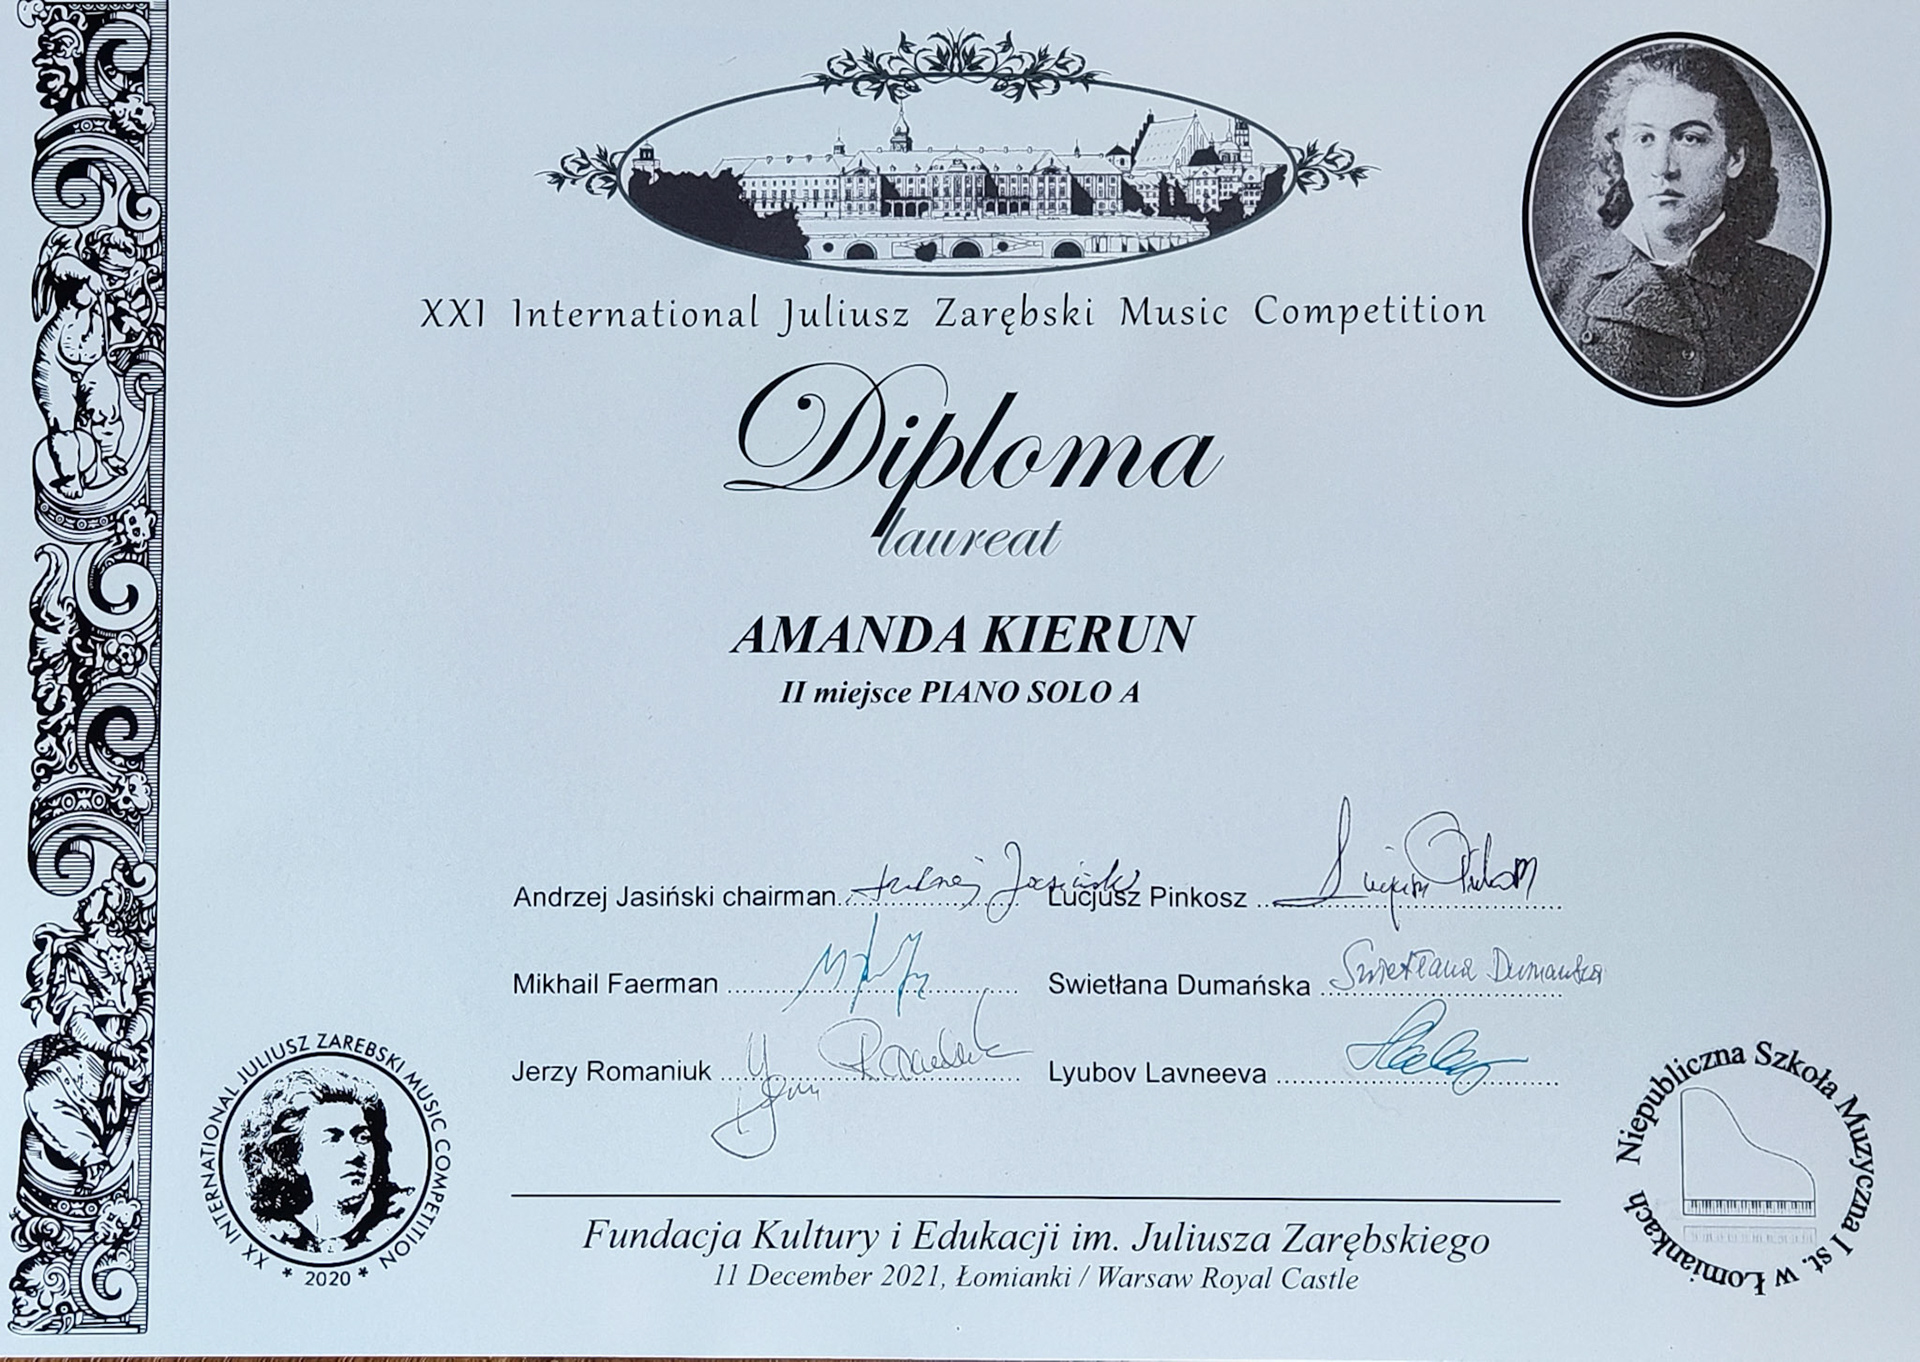 XXI International Juliusz Zarębski Music Competition
Diploma
laureat
AMANDA KIERUN
II miejsce PIANO SOLO A
Andrzej Jasiński chairman
Lucjusz Pinkosz
Mikhail Faerman
Swietłana Dumańska
Swietłana Dumańska
Jerzy Romaniuk
Lyubov Lavneeva
XX INTERNATIONAL JULIUSZ ZAREBSKI MUSIC COMPETITION
* 2020 *
Niepubliczna Szkoła Muzyczna I st. w Łomiankach
Fundacja Kultury i Edukacji im. Juliusza Zarębskiego
11 December 2021, Łomianki / Warsaw Royal Castle